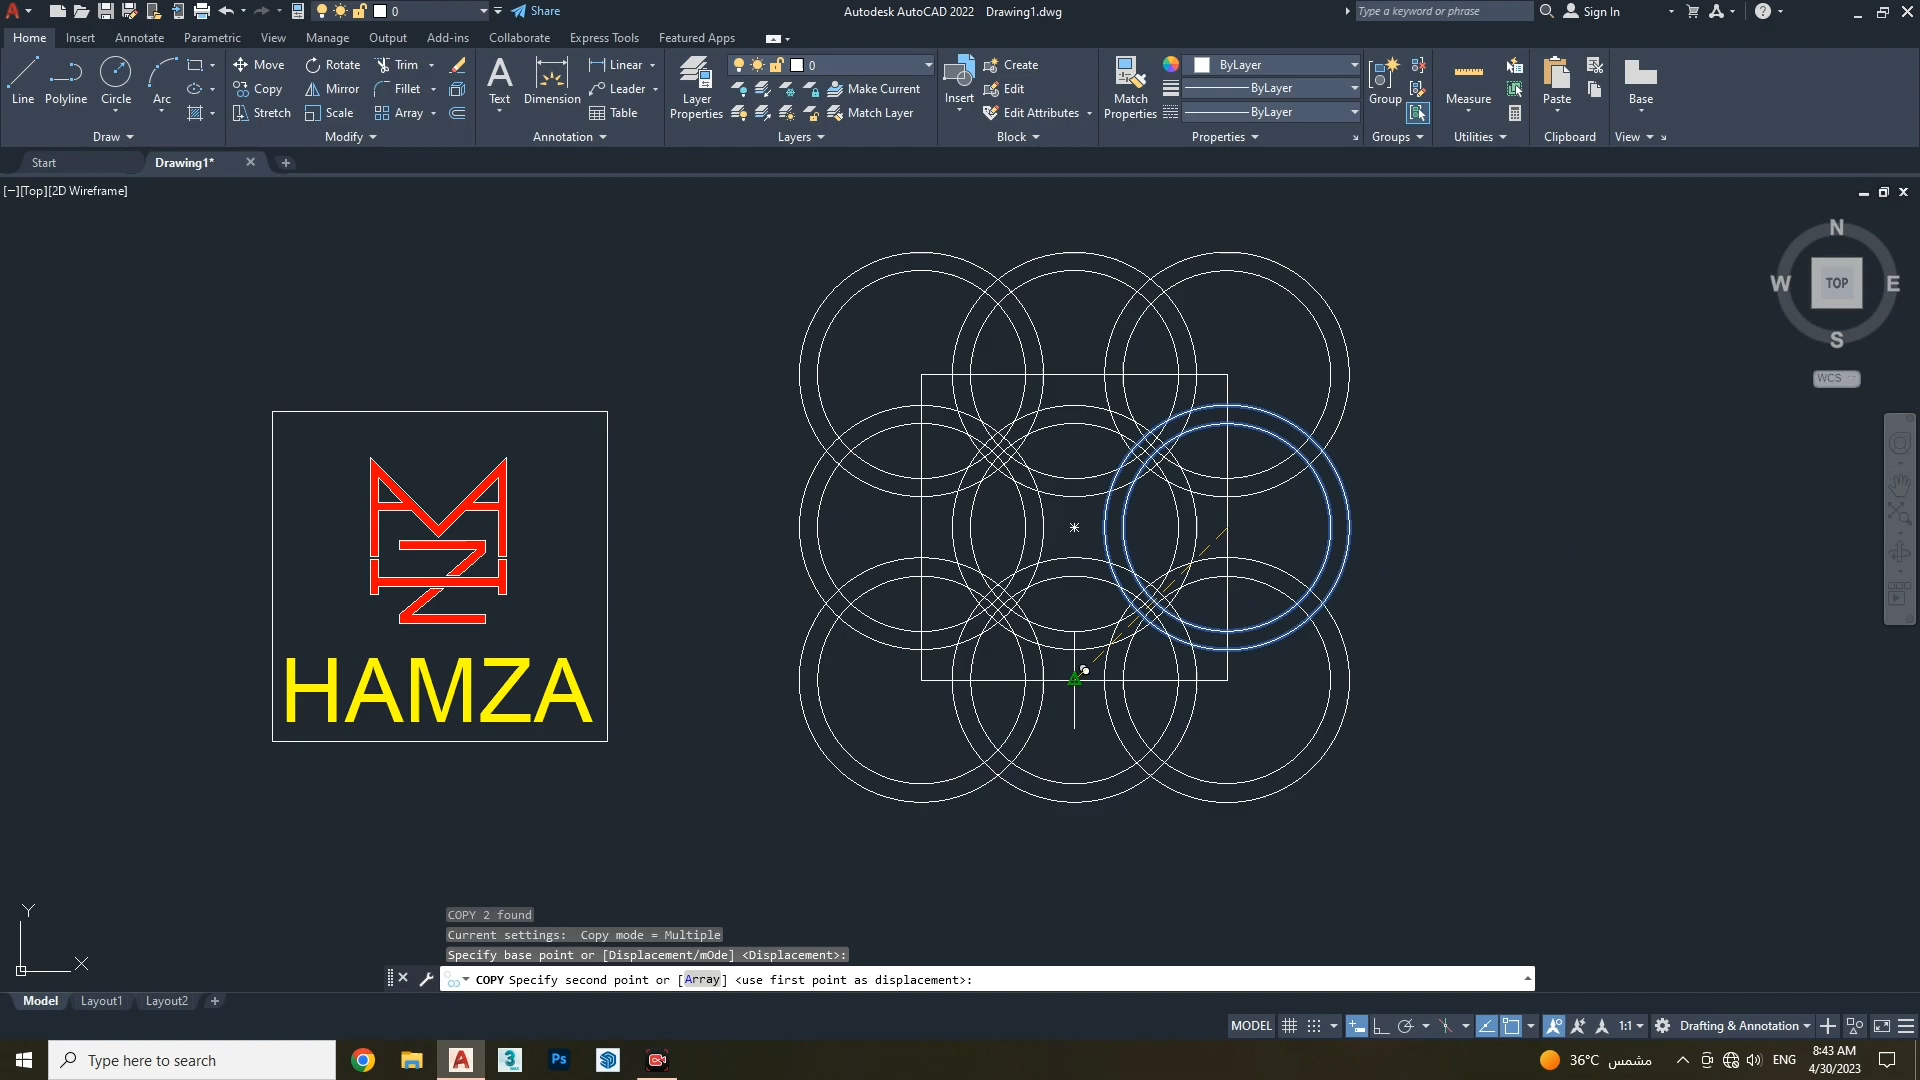 0
Share
Autodesk AutoCAD 2022 Drawing1.dwg
Type a keyword or phrase
Sign In
Home Insert Annotate Parametric View Manage Output Add-ins Collaborate Express Tools Featured Apps
Line Polyline Circle Arc
Move Rotate Trim
Copy Mirror Fillet
Stretch Scale Array
Text Dimension
Linear
Leader
Table
Layer Properties
0
Make Current
Match Layer
Insert
Create
Edit
Edit Attributes
Match Properties
ByLayer
ByLayer
ByLayer
Group
Measure
Paste
Base
Draw Modify Annotation Layers Block Properties Groups Utilities Clipboard View
Start Drawing1*
[−][Top][2D Wireframe]
N
W TOP E
S
WCS
HAMZA
Y
X
COPY 2 found
Current settings: Copy mode = Multiple
Specify base point or [Displacement/mOde] <Displacement>:
COPY Specify second point or [Array] <use first point as displacement>:
Model Layout1 Layout2
MODEL 1:1 Drafting & Annotation
Type here to search
A 3 Ps
36°C مشمس
ENG
8:43 AM
4/30/2023